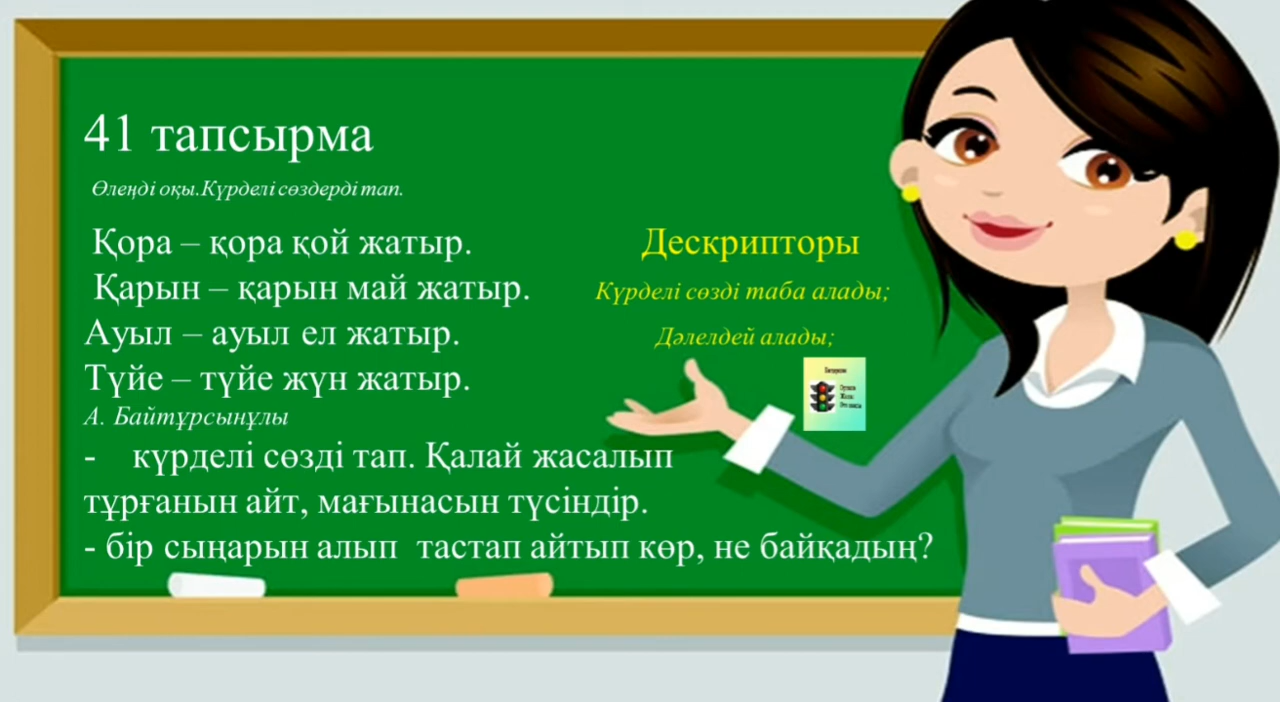 41 тапсырма
Өлеңді оқы.Күрделі сөздерді тап.
Қора – қора қой жатыр.
Қарын – қарын май жатыр.
Ауыл – ауыл ел жатыр.
Түйе – түйе жүн жатыр.
А. Байтұрсынұлы
- күрделі сөзді тап. Қалай жасалып
тұрғанын айт, мағынасын түсіндір.
- бір сыңарын алып тастап айтып көр, не байқадың?
Дескрипторы
Күрделі сөзді таба алады;
Дәлелдей алады;